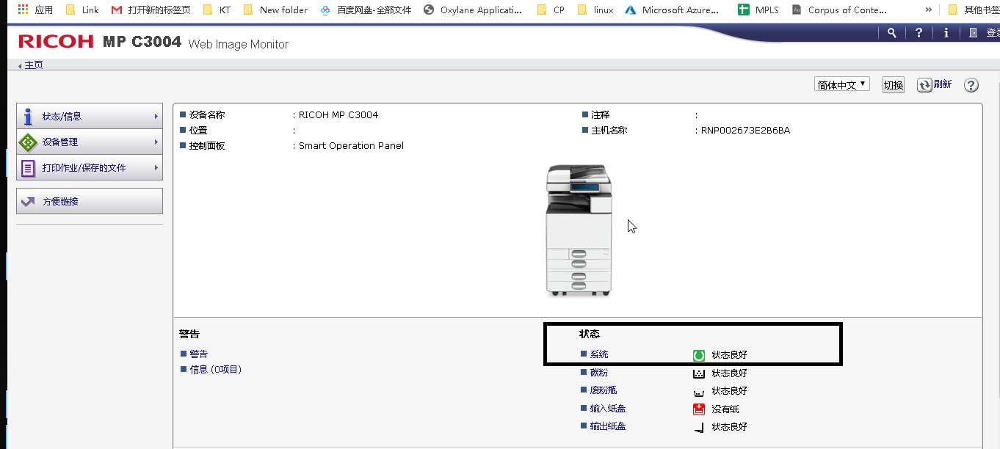 应用 Link 打开新的标签页 KT New folder 百度网盘-全部文件 Oxylane Applicati... CP linux Microsoft Azure... MPLS Corpus of Conte... » 其他书签
RICOH MP C3004 Web Image Monitor ? i
主页
简体中文 切换 刷新 ?
状态/信息
设备管理
打印作业/保存的文件
方便链接
设备名称 : RICOH MP C3004 注释 :
位置 : 主机名称 : RNP002673E2B6BA
控制面板 : Smart Operation Panel
警告 状态
警告 系统 状态良好
信息 (0项目) 碳粉 状态良好
废粉瓶 状态良好
输入纸盘 没有纸
输出纸盘 状态良好